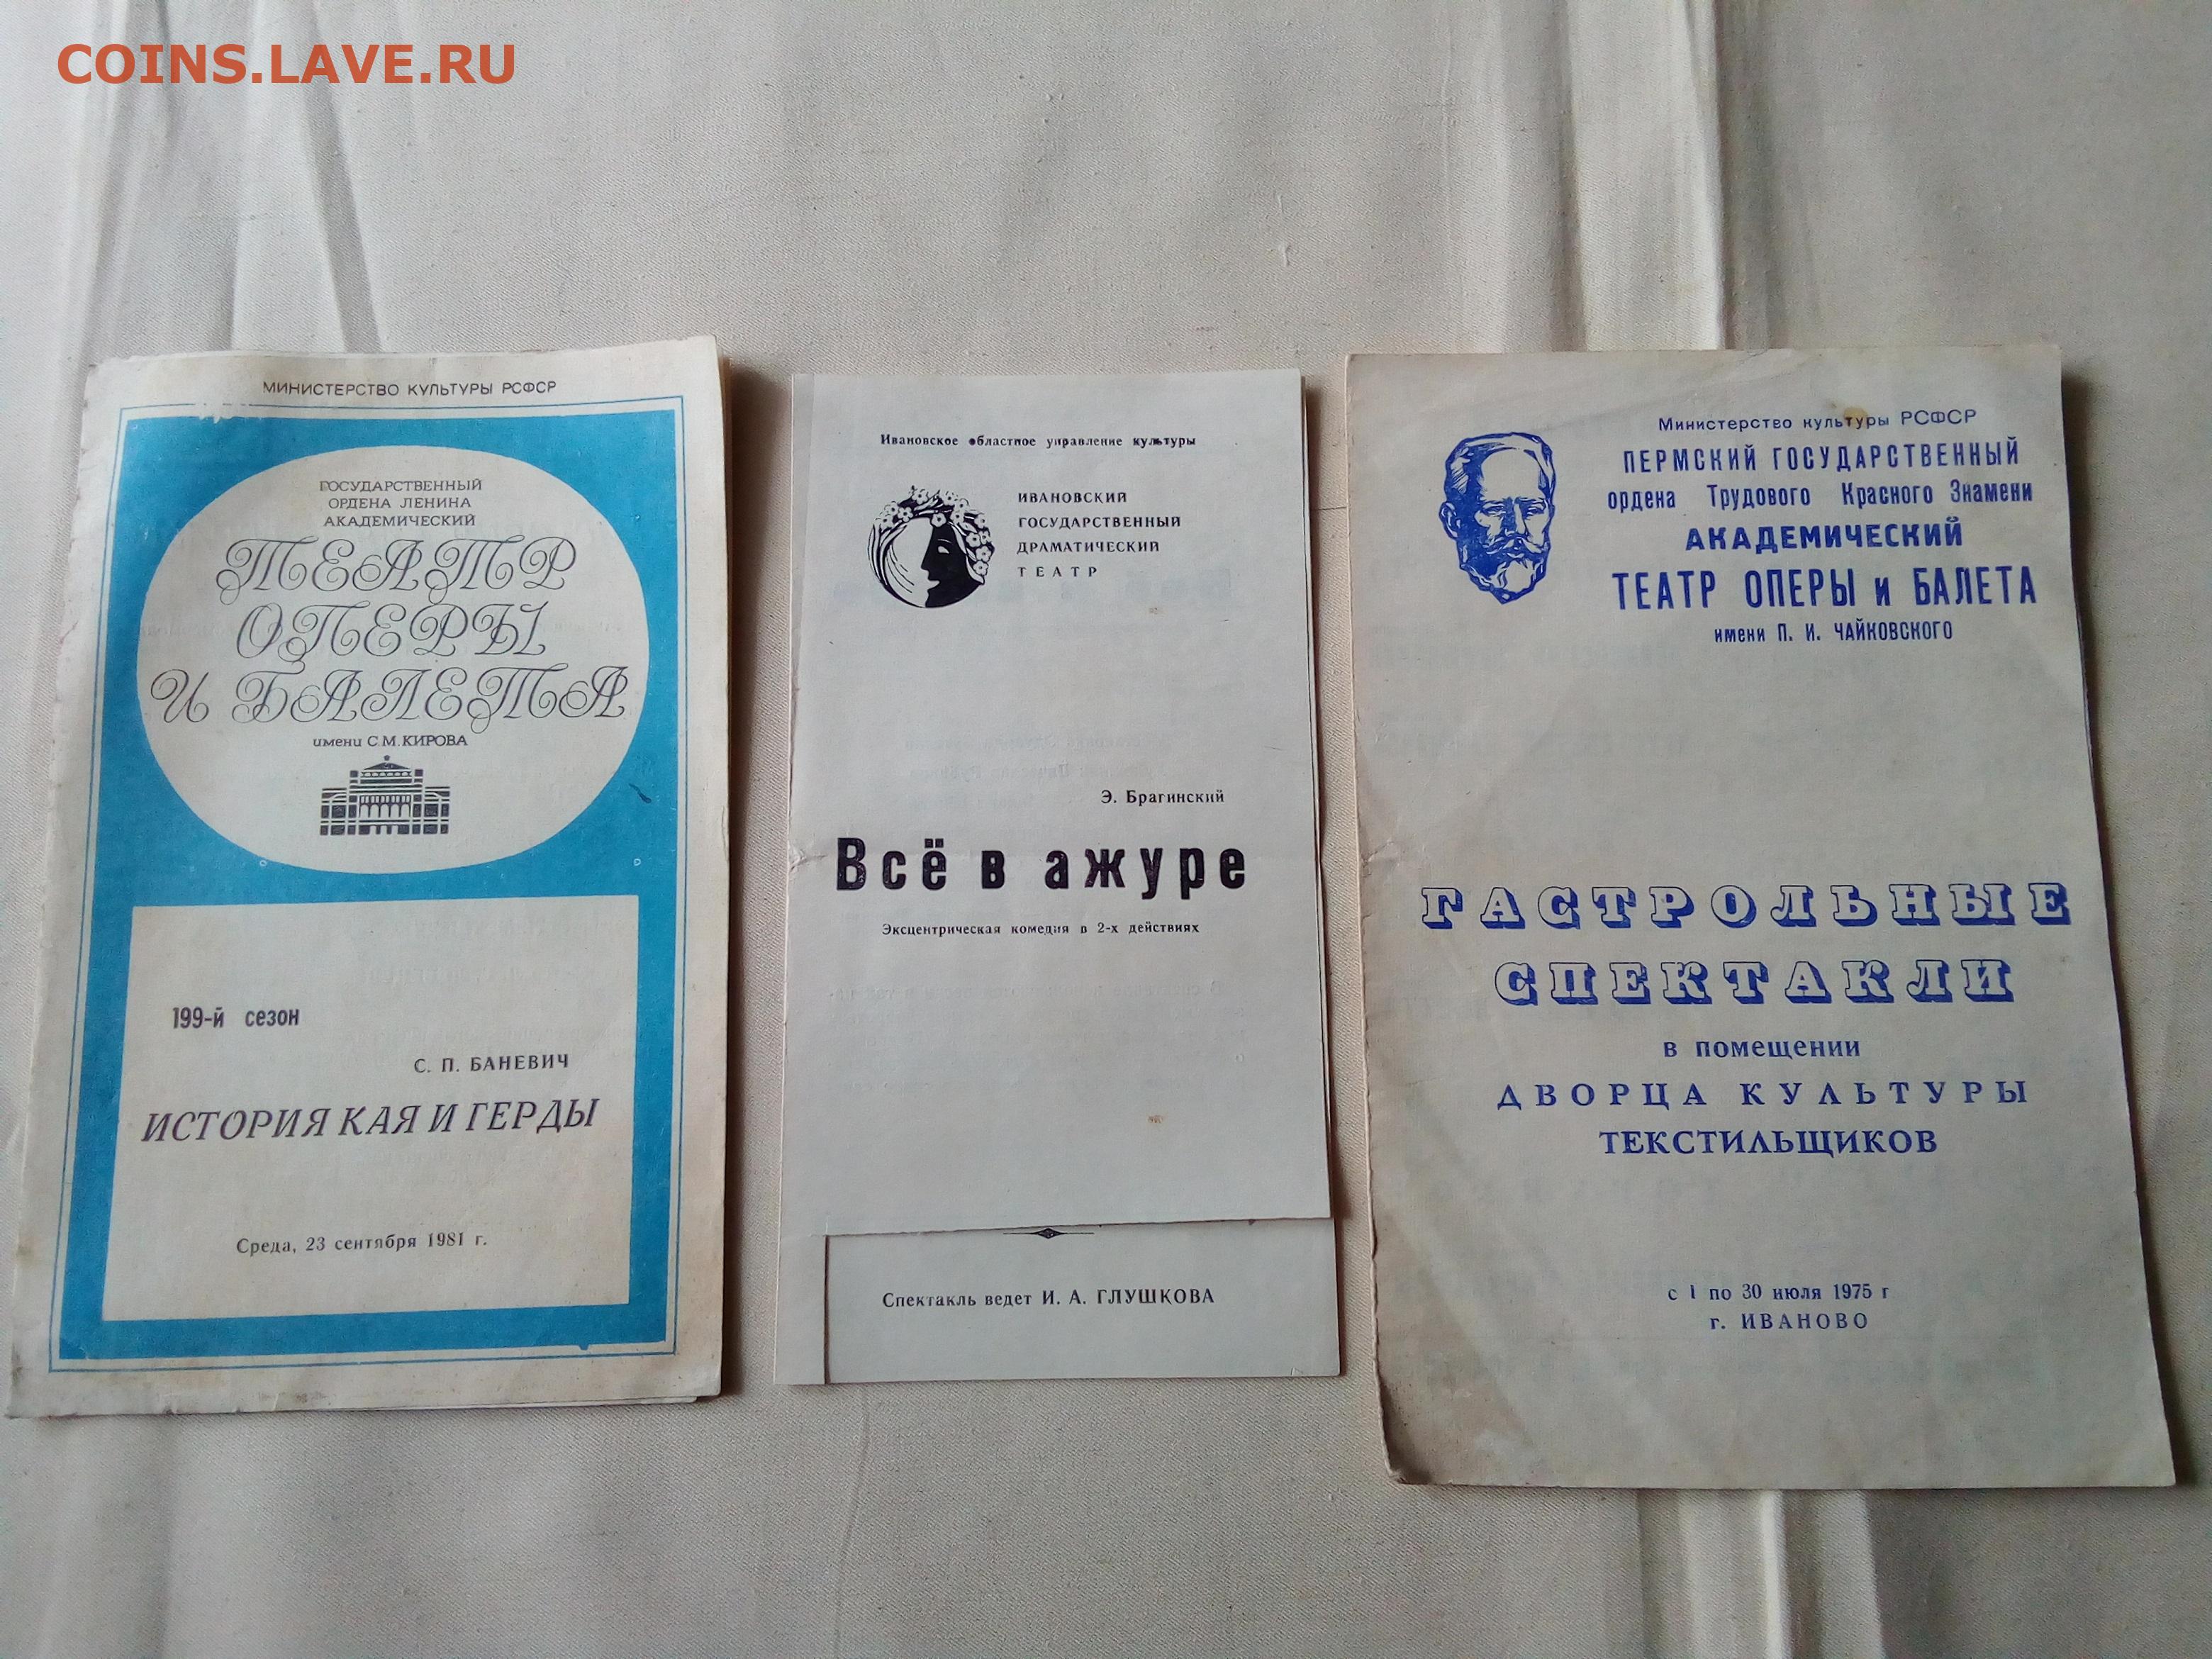 COINS.LAVE.RU
МИНИСТЕРСТВО КУЛЬТУРЫ РСФСР
ГОСУДАРСТВЕННЫЙ
ОРДЕНА ЛЕНИНА
АКАДЕМИЧЕСКИЙ
ТЕАТР
ОПЕРЫ
И БАЛЕТА
имени С.М.КИРОВА
199-й сезон
С. П. БАНЕВИЧ
ИСТОРИЯ КАЯ И ГЕРДЫ
Среда, 23 сентября 1981 г.
Ивановское областное управление культуры
ИВАНОВСКИЙ
ГОСУДАРСТВЕННЫЙ
ДРАМАТИЧЕСКИЙ
ТЕАТР
Э. Брагинский
Всё в ажуре
Эксцентрическая комедия в 2-х действиях
Спектакль ведет И. А. ГЛУШКОВА
Министерство культуры РСФСР
ПЕРМСКИЙ ГОСУДАРСТВЕННЫЙ
ордена Трудового Красного Знамени
АКАДЕМИЧЕСКИЙ
ТЕАТР ОПЕРЫ и БАЛЕТА
имени П. И. ЧАЙКОВСКОГО
ГАСТРОЛЬНЫЕ
СПЕКТАКЛИ
в помещении
ДВОРЦА КУЛЬТУРЫ
ТЕКСТИЛЬЩИКОВ
с 1 по 30 июля 1975 г
г. ИВАНОВО